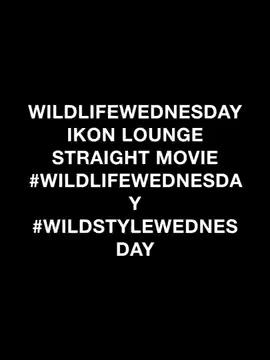 WILDLIFEWEDNESDAY
IKON LOUNGE
STRAIGHT MOVIE
#WILDLIFEWEDNESDA
Y
#WILDSTYLEWEDNES
DAY